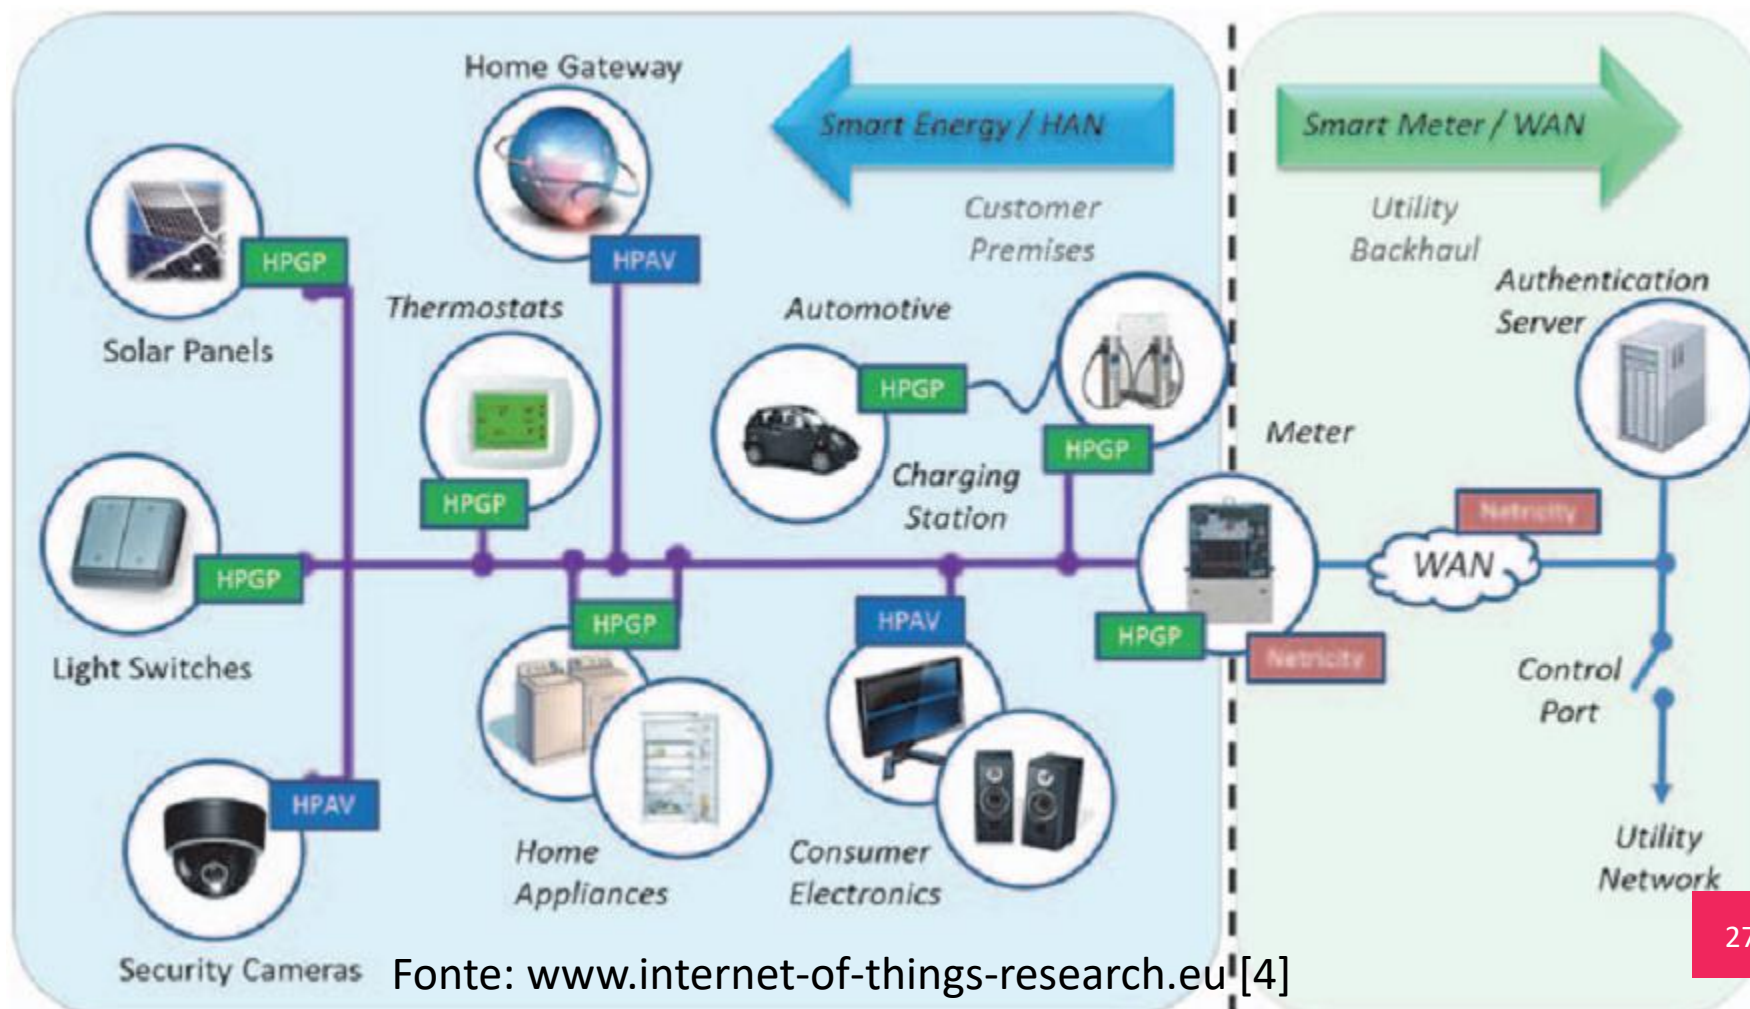 Home Gateway
Smart Energy / HAN
Smart Meter / WAN
Customer
Premises
Utility
Backhaul
HPGP
HPAV
Solar Panels
Thermostats
HPGP
Automotive
HPGP
Charging
Station
HPGP
Authentication
Server
Meter
HPGP
Netricity
WAN
Netricity
Light Switches
HPGP
HPGP
Home
Appliances
HPAV
Consumer
Electronics
Control
Port
Utility
Network
HPAV
Security Cameras
Fonte: www.internet-of-things-research.eu [4]
27